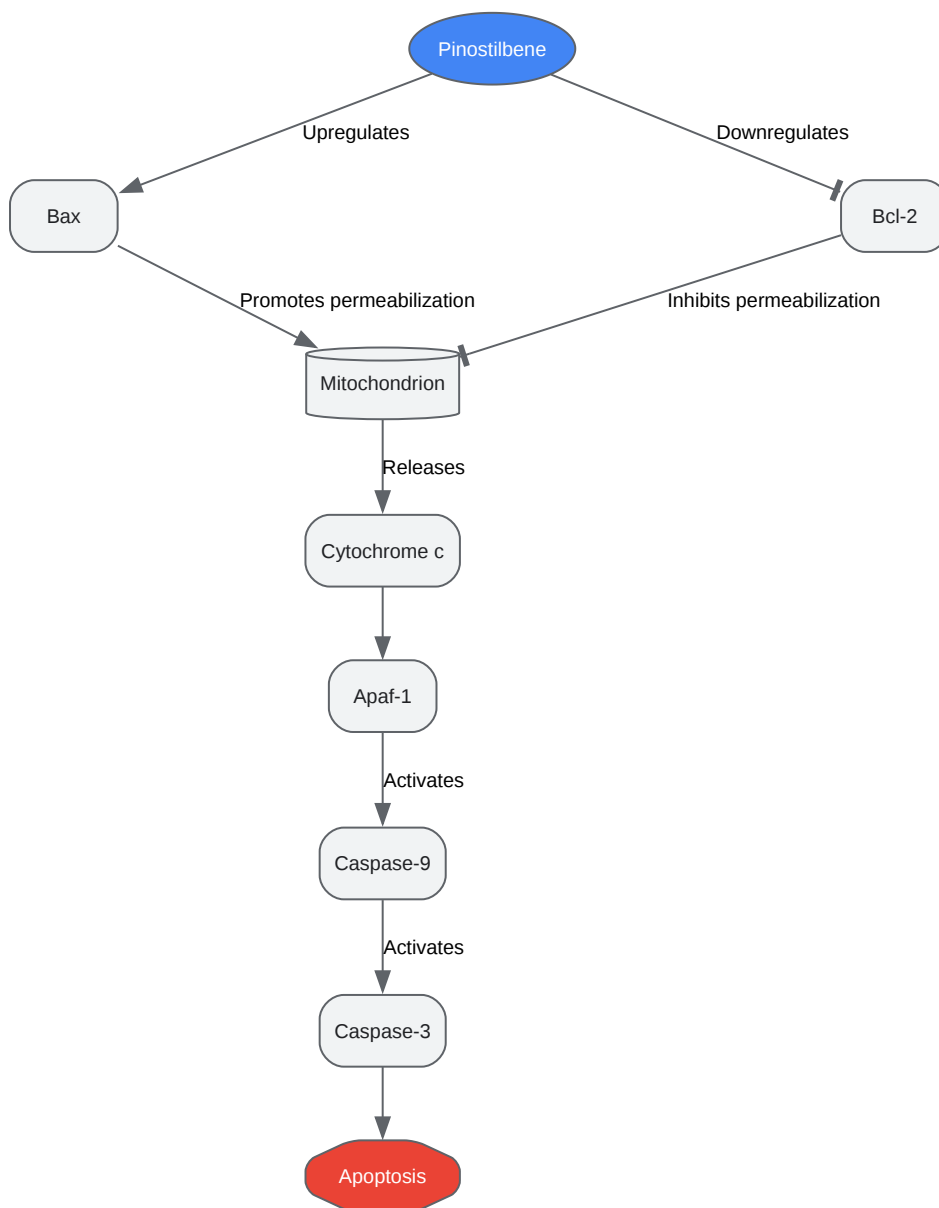 Pinostilbene
Upregulates
Downregulates
Bax
Bcl-2
Promotes permeabilization
Inhibits permeabilization
Mitochondrion
Releases
Cytochrome c
Apaf-1
Activates
Caspase-9
Activates
Caspase-3
Apoptosis